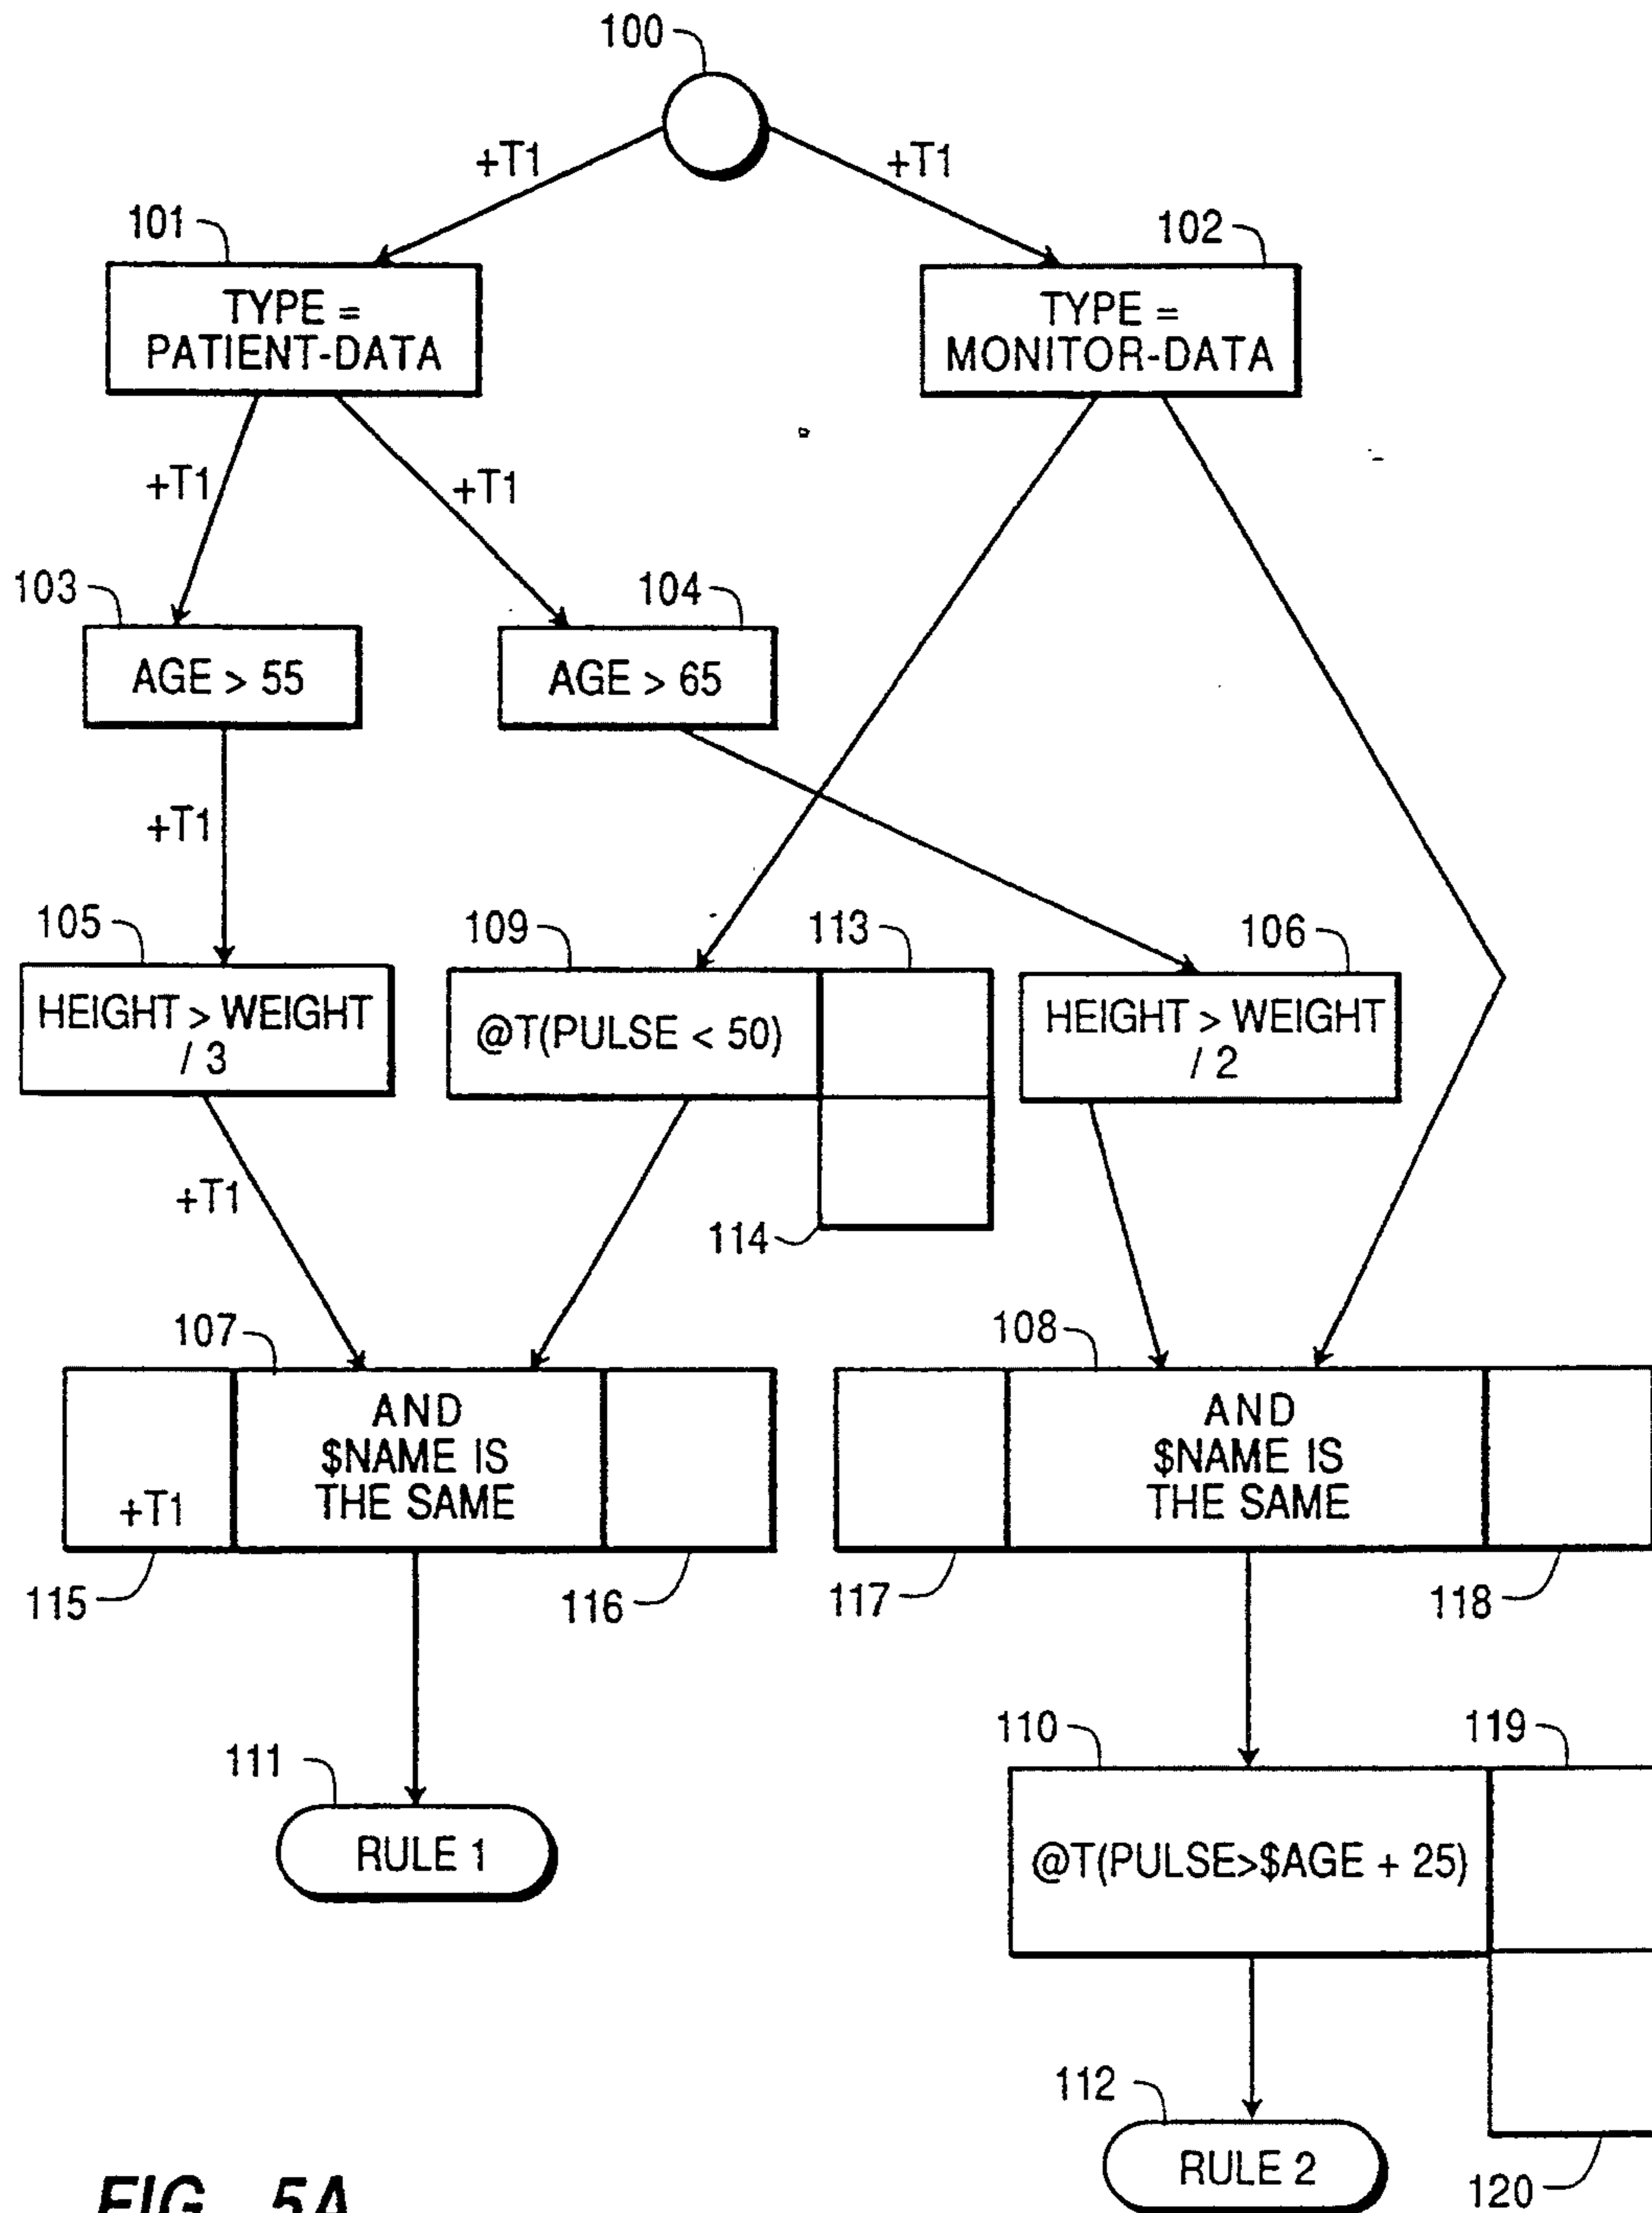 100
+T1
+T1
101
102
TYPE =
PATIENT-DATA
TYPE =
MONITOR-DATA
+T1
+T1
103
104
AGE > 55
AGE > 65
+T1
105
109
113
106
HEIGHT > WEIGHT
/ 3
@T(PULSE < 50)
HEIGHT > WEIGHT
/ 2
+T1
114
107
108
AND
$NAME IS
THE SAME
+T1
AND
$NAME IS
THE SAME
115
116
117
118
111
110
119
RULE 1
@T(PULSE>$AGE + 25)
112
RULE 2
120
FIG. 5A